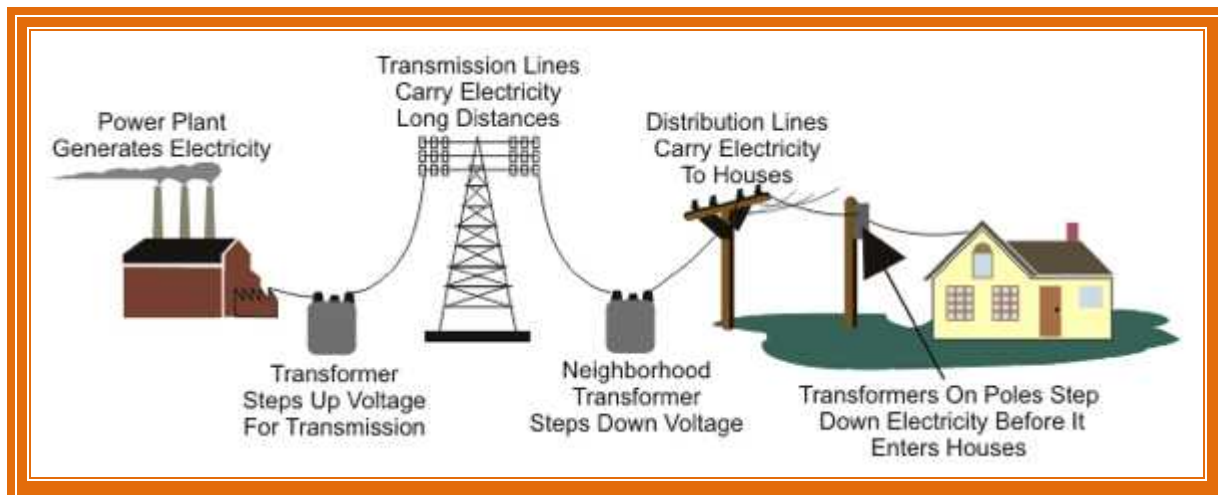 Power Plant
Generates Electricity
Transmission Lines
Carry Electricity
Long Distances
Distribution Lines
Carry Electricity
To Houses
Transformer
Steps Up Voltage
For Transmission
Neighborhood
Transformer
Steps Down Voltage
Transformers On Poles Step
Down Electricity Before It
Enters Houses